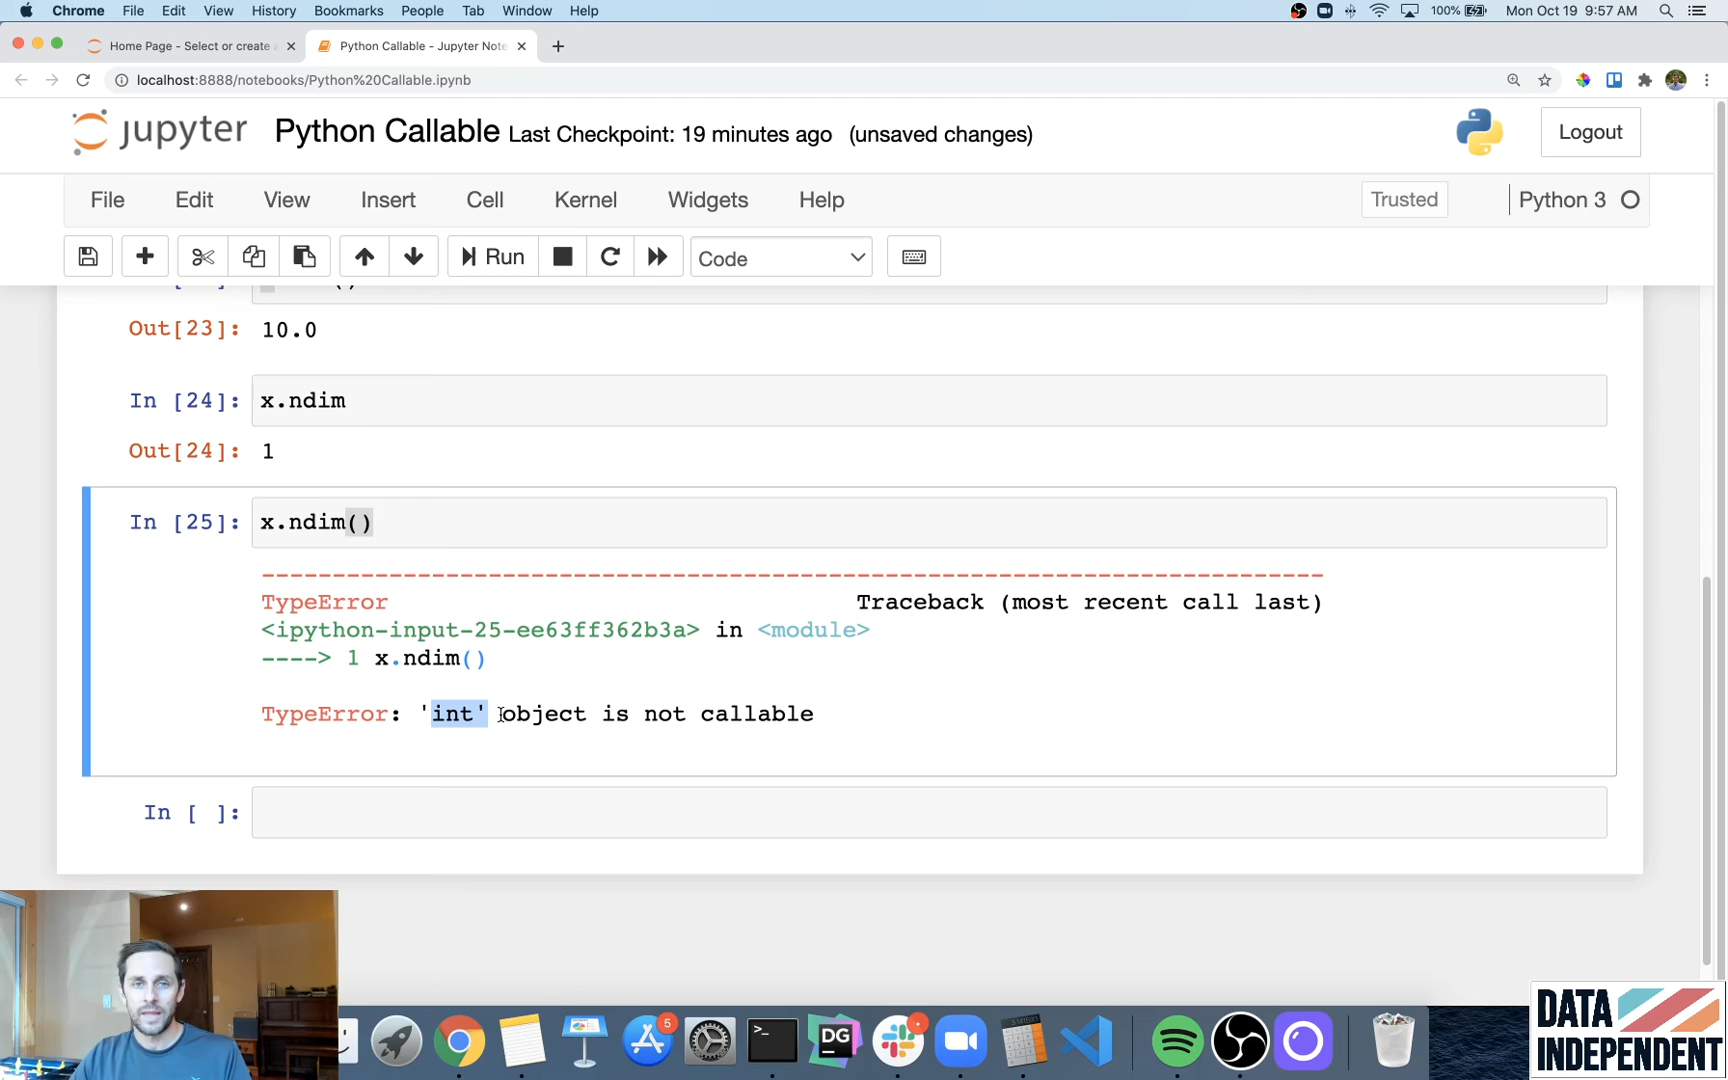 Chrome File Edit View History Bookmarks People Tab Window Help 100% Mon Oct 19 9:57 AM
Home Page - Select or create a Python Callable - Jupyter Note
localhost:8888/notebooks/Python%20Callable.ipynb
jupyter Python Callable Last Checkpoint: 19 minutes ago (unsaved changes) Logout
File Edit View Insert Cell Kernel Widgets Help Trusted Python 3
Run Code
Out[23]: 10.0
In [24]: x.ndim
Out[24]: 1
In [25]: x.ndim()
---------------------------------------------------------------------------
TypeError Traceback (most recent call last)
<ipython-input-25-ee63ff362b3a> in <module>
----> 1 x.ndim()
TypeError: 'int' object is not callable
In [ ]:
5
DG
DATA
INDEPENDENT